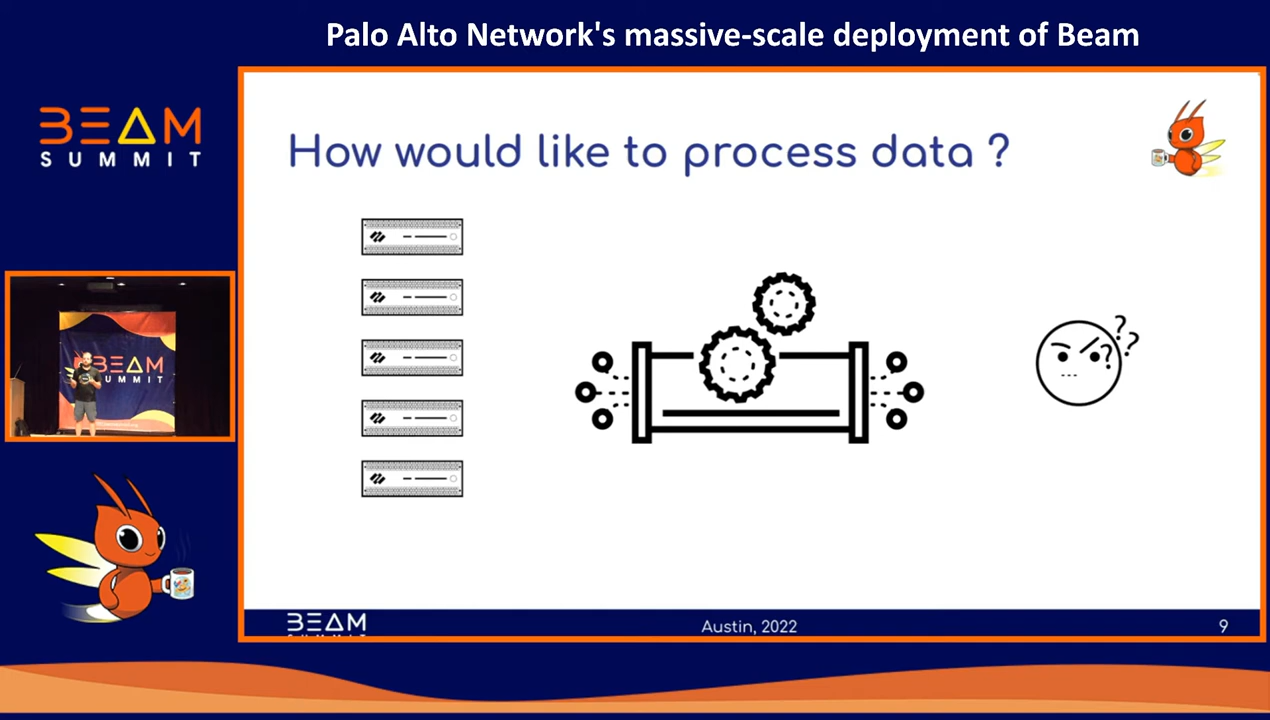 Palo Alto Network's massive-scale deployment of Beam
BEAM
SUMMIT
How would like to process data ?
? ? ?
BEAM
SUMMIT
BEAM
Austin, 2022
9